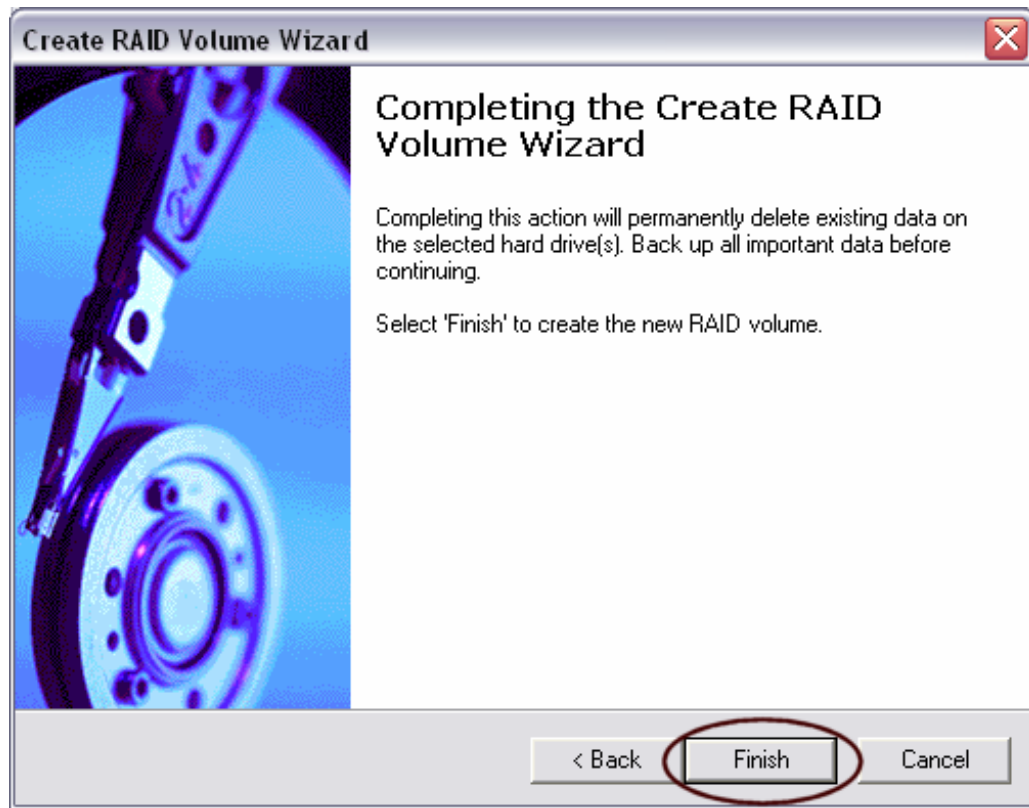 Create RAID Volume Wizard
Completing the Create RAID
Volume Wizard
Completing this action will permanently delete existing data on
the selected hard drive(s). Back up all important data before
continuing.
Select 'Finish' to create the new RAID volume.
< Back
Finish
Cancel